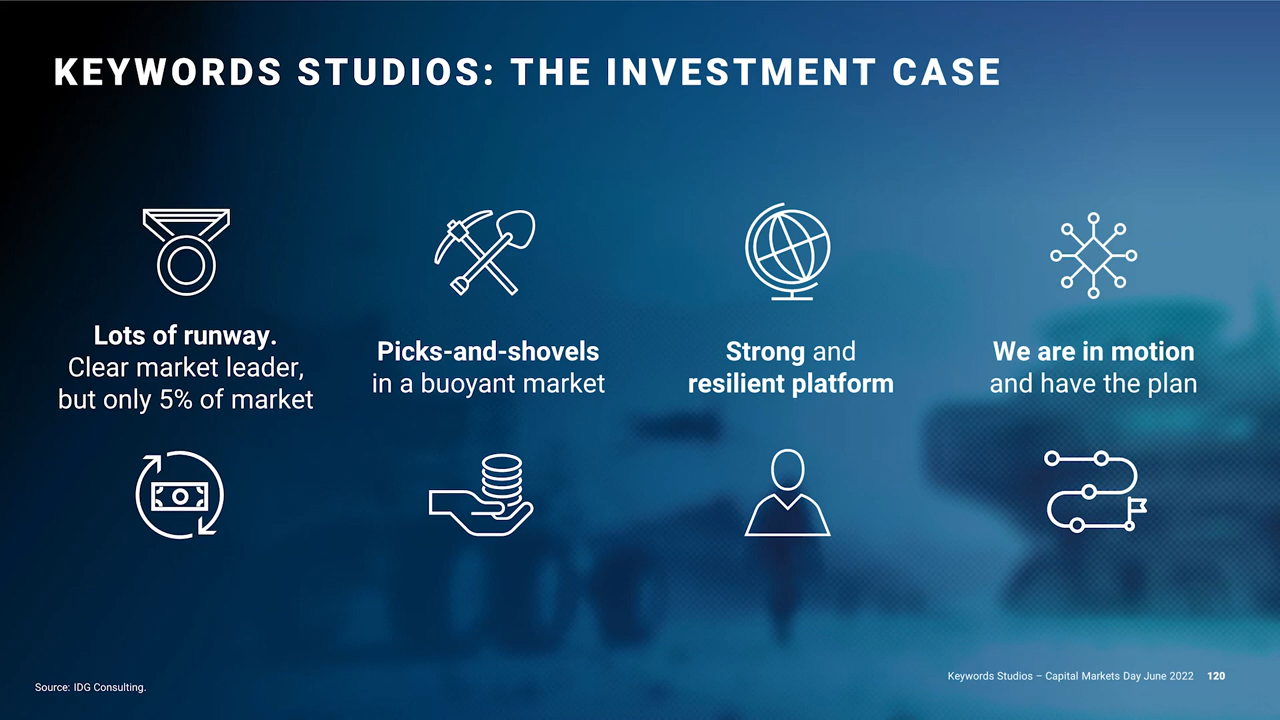 KEYWORDS STUDIOS: THE INVESTMENT CASE
Lots of runway.
Clear market leader,
but only 5% of market
Picks-and-shovels
in a buoyant market
Strong and
resilient platform
We are in motion
and have the plan
Source: IDG Consulting.
Keywords Studios – Capital Markets Day June 2022 120